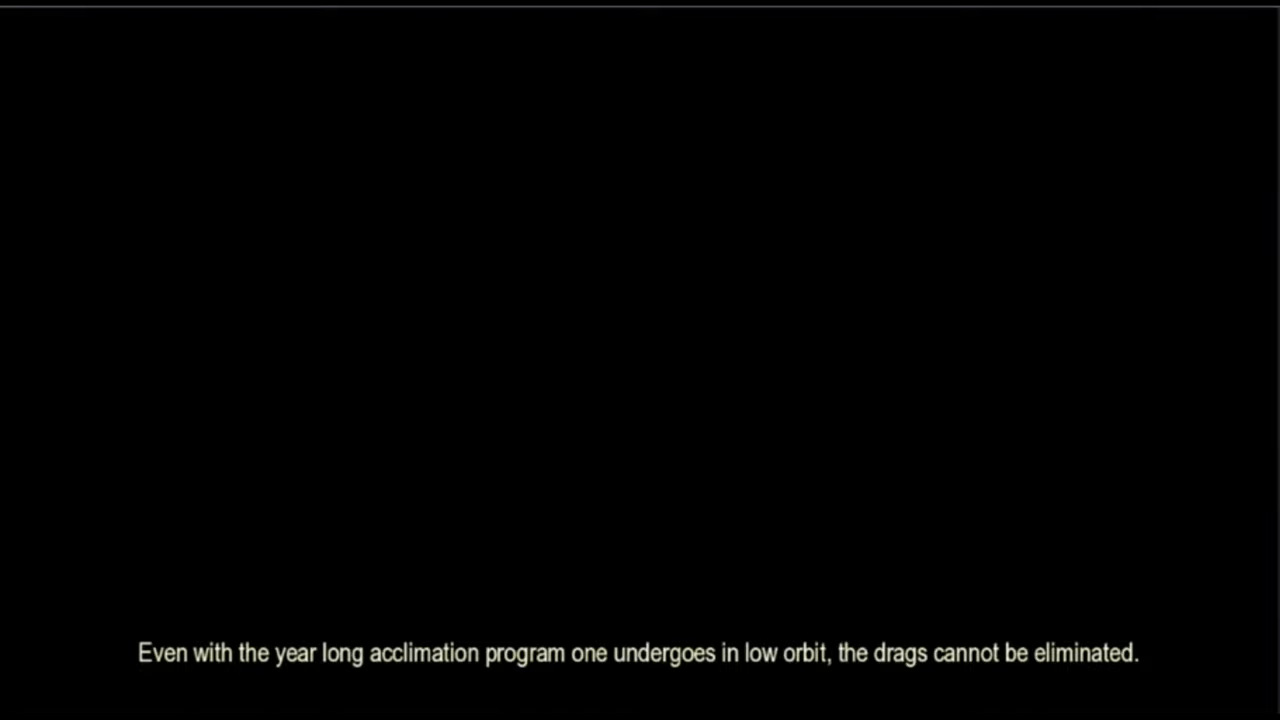 Even with the year long acclimation program one undergoes in low orbit, the drags cannot be eliminated.